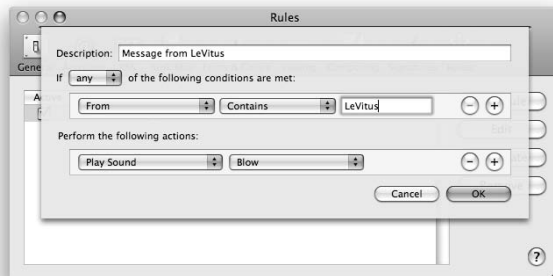 Rules
Description: Message from LeVitus
If any of the following conditions are met:
From Contains LeVitus
Perform the following actions:
Play Sound Blow
Cancel OK
?